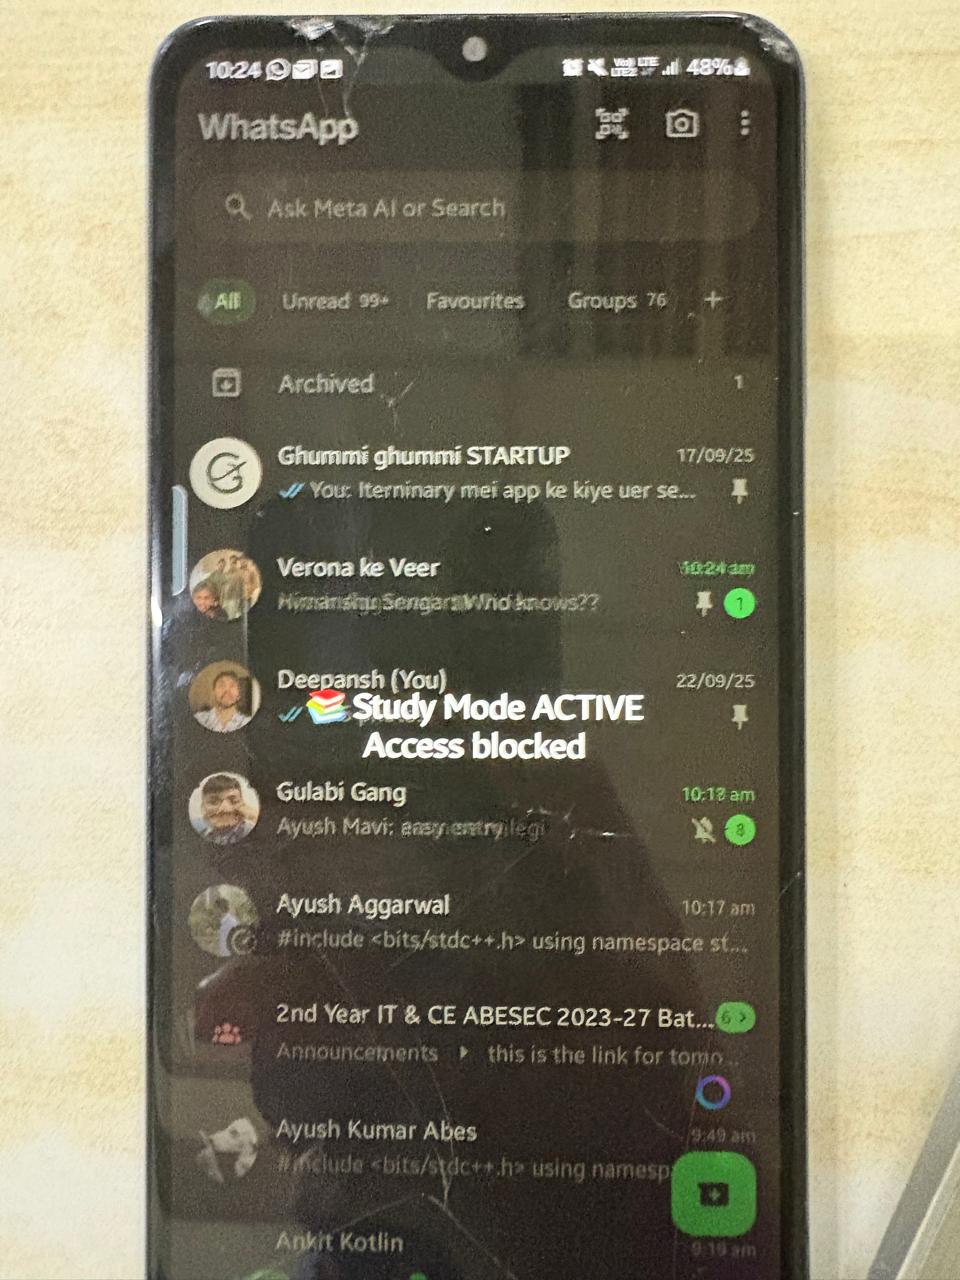 10:24 48%
WhatsApp
Ask Meta AI or Search
All Unread 99+ Favourites Groups 76 +
Archived 1
Ghummi ghummi STARTUP 17/09/25
You: Iterninary mei app ke kiye uer se...
Verona ke Veer 10:24 am
Himanshu Sengar: knows?? 1
Deepansh (You) 22/09/25
📚 Study Mode ACTIVE
Access blocked
Gulabi Gang 10:18 am
Ayush Mavi: easy entry
Ayush Aggarwal 10:17 am
#include <bits/stdc++.h> using namespace st...
2nd Year IT & CE ABESEC 2023-27 Bat... 6 >
Announcements this is the link for tomo...
Ayush Kumar Abes 9:49 am
#include <bits/stdc++.h> using namesp
Ankit Kotlin 9:19 am